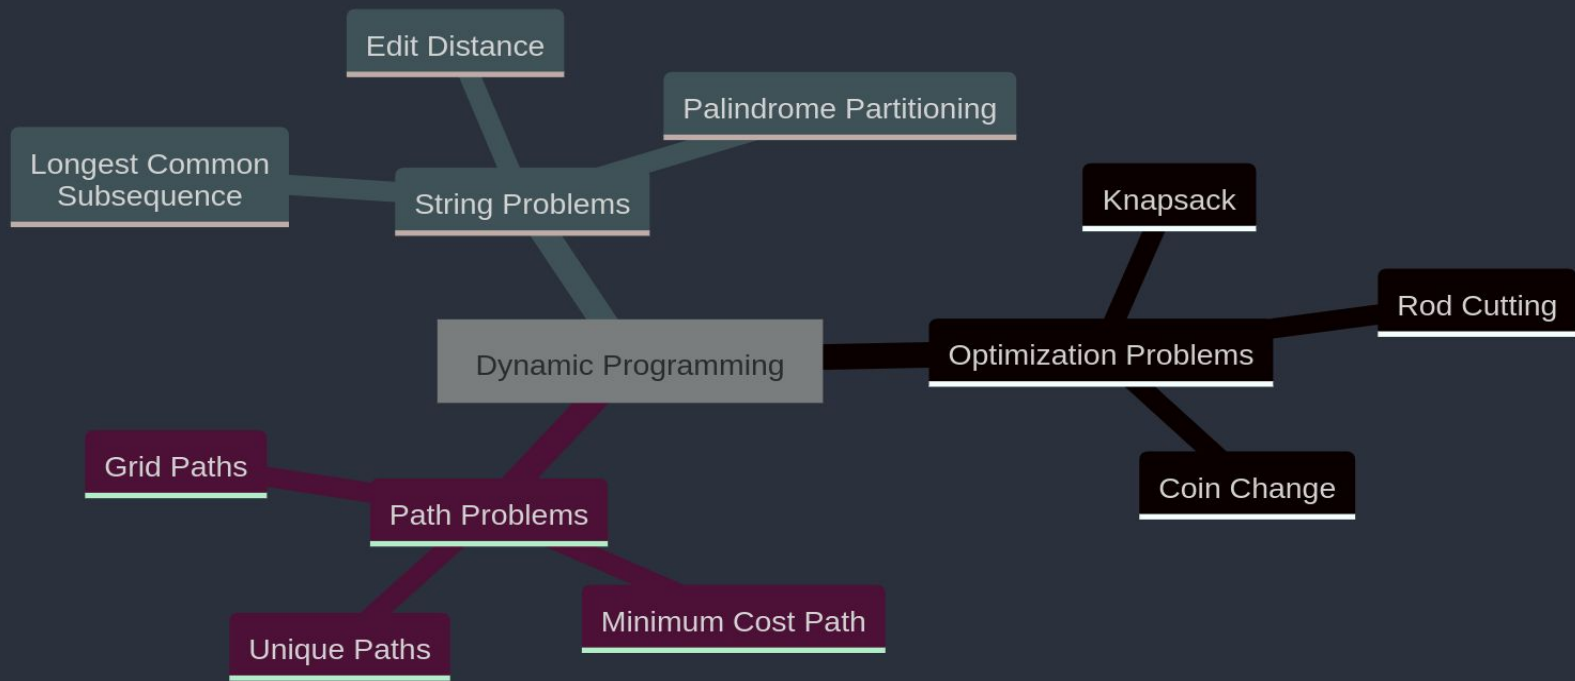 Edit Distance
Palindrome Partitioning
Longest Common
Subsequence
String Problems
Knapsack
Rod Cutting
Optimization Problems
Dynamic Programming
Grid Paths
Coin Change
Path Problems
Minimum Cost Path
Unique Paths